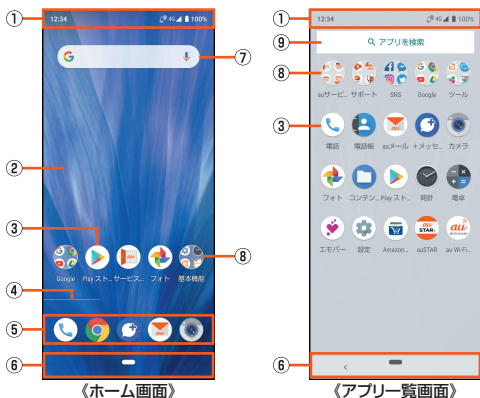 ① 12:34 4G 100%
G ⑦
②
③
⑧
Google Play スト... サービス... フォト 基本機能
④
⑤ au
⑥
《ホーム画面》
① 12:34 4G 100%
⑨ アプリを検索
⑧
auサービ... サポート SNS Google ツール
③ au
電話 電話帳 auメール +メッセ... カメラ
フォト コンテン... Play スト... 時計 電卓
au STAR au
エモパー 設定 Amazon... auSTAR au Wi-Fi...
⑥
《アプリ一覧画面》